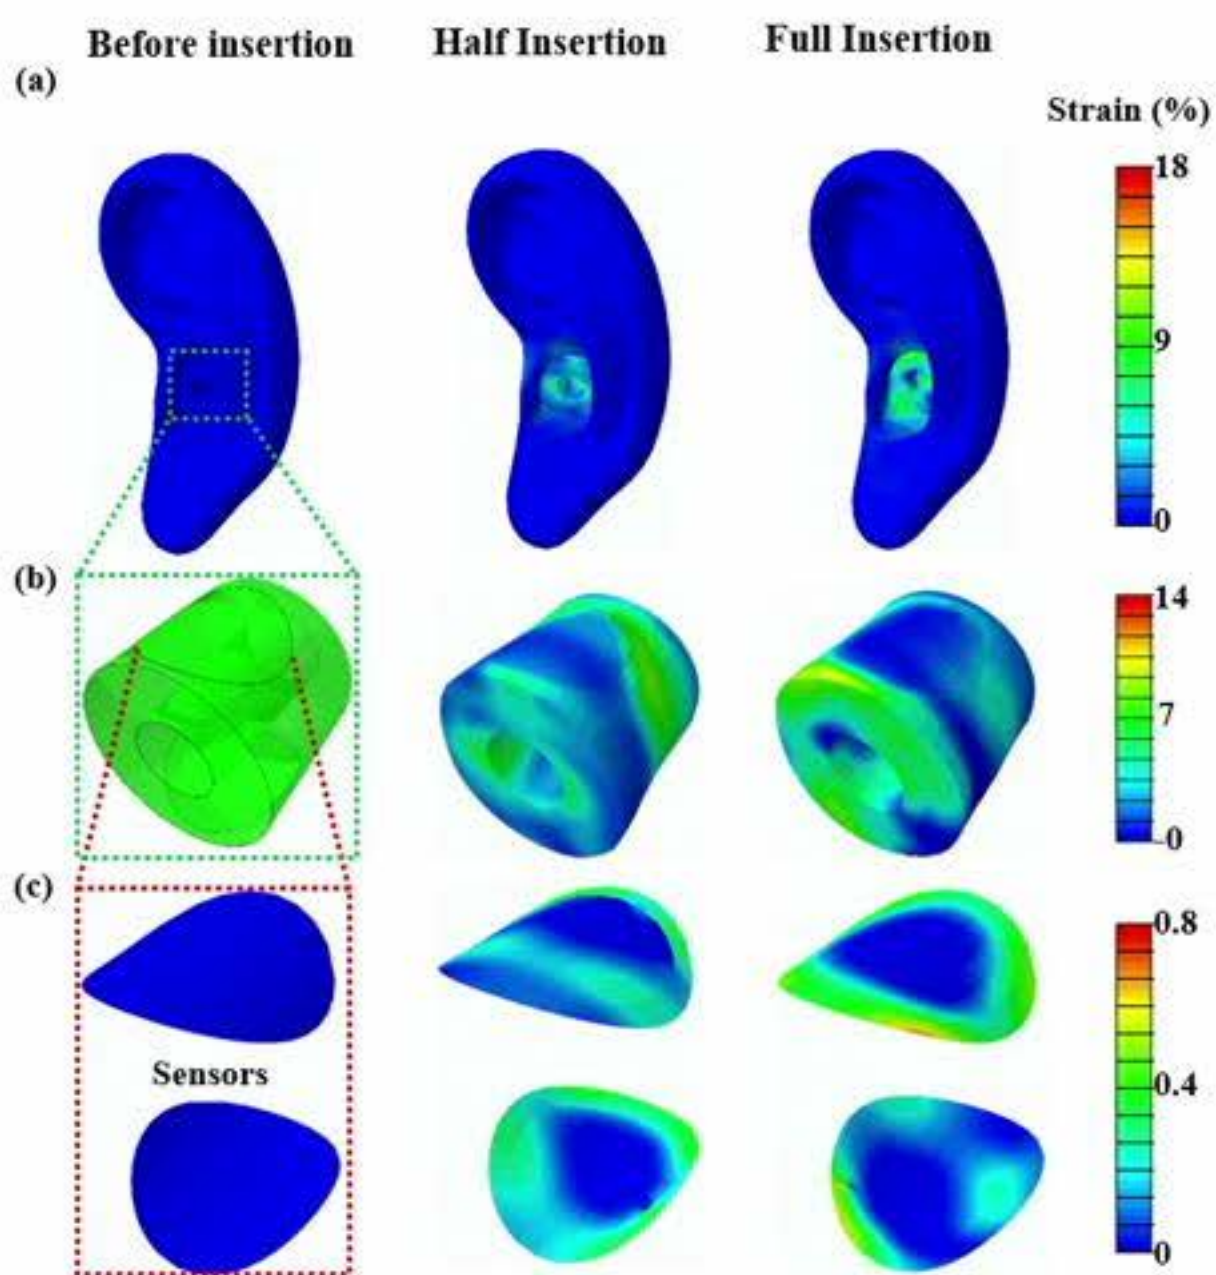 Before insertion
Half Insertion
Full Insertion
(a)
Strain (%)
18
9
0
(b)
14
7
0
(c)
0.8
Sensors
0.4
0